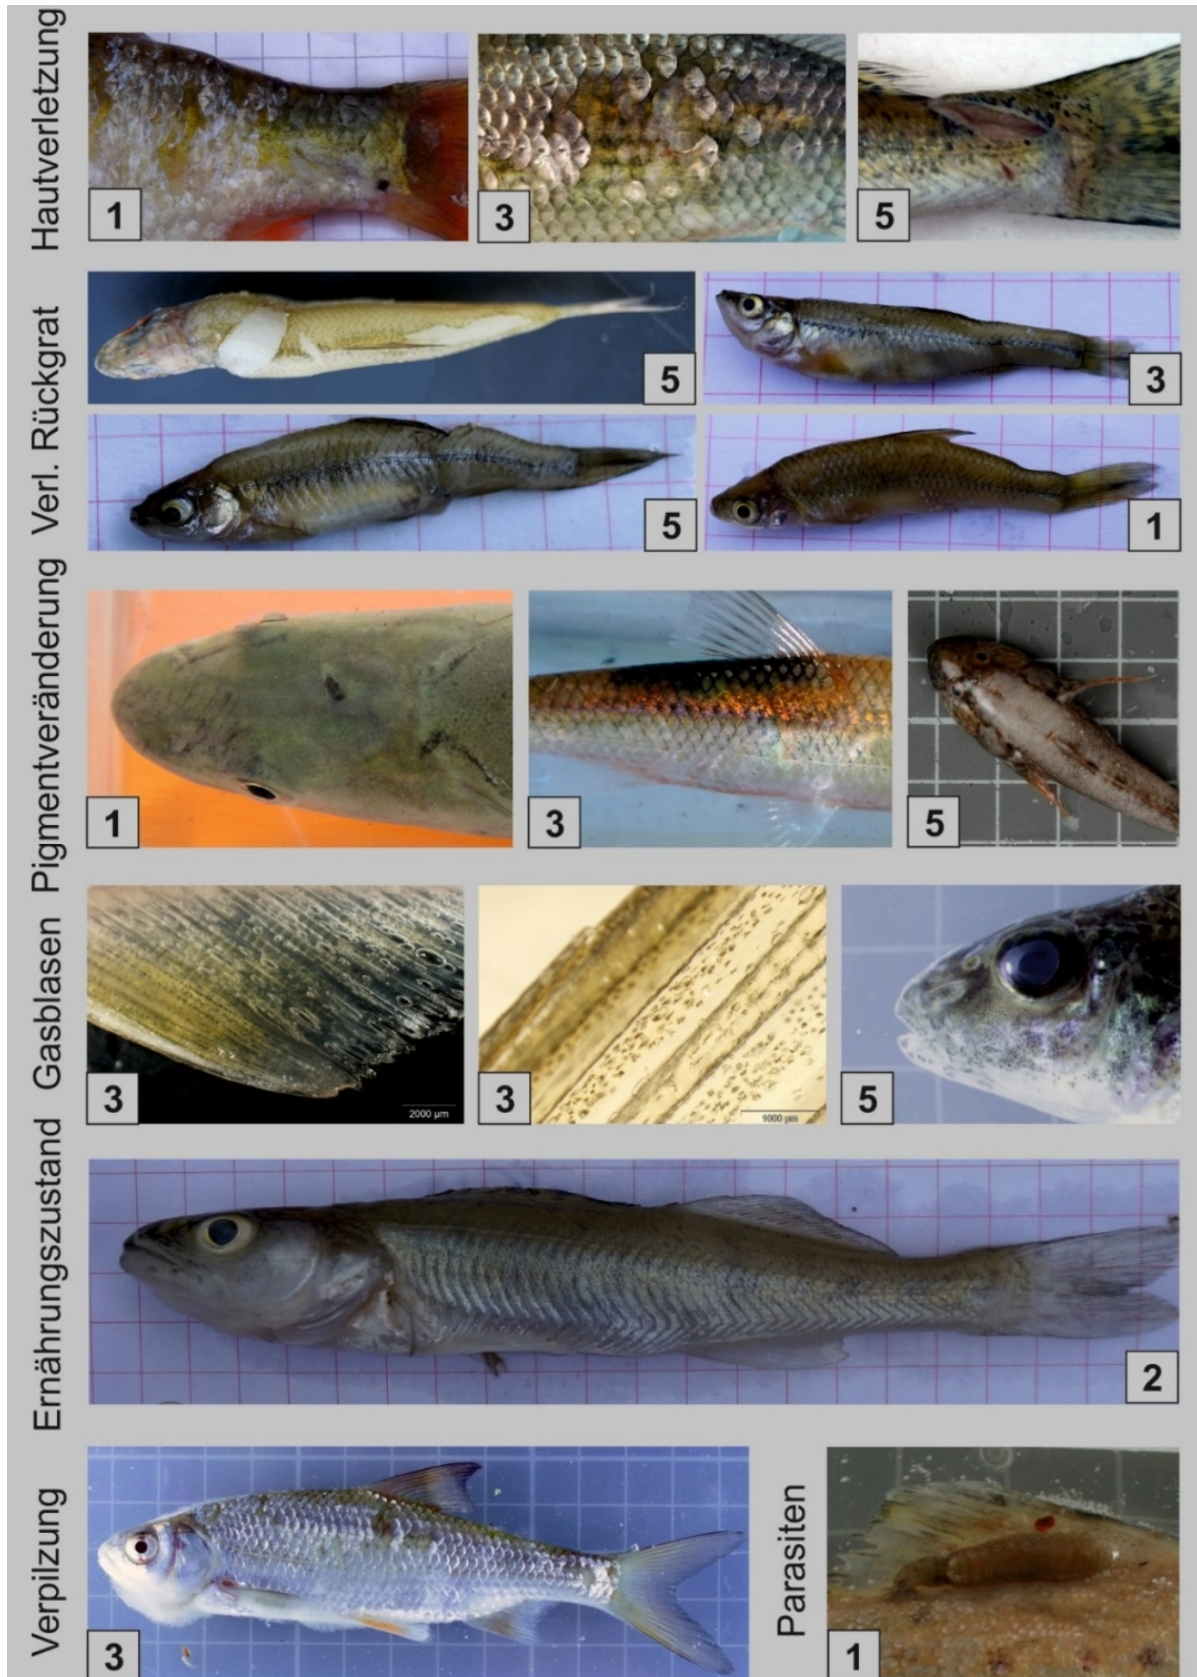 Hautverletzung
1
3
5
Verl. Rückgrat
5
3
5
1
Pigmentveränderung
1
3
5
Gasblasen
3
2000 µm
3
1000 µm
5
Ernährungszustand
2
Verpilzung
3
Parasiten
1